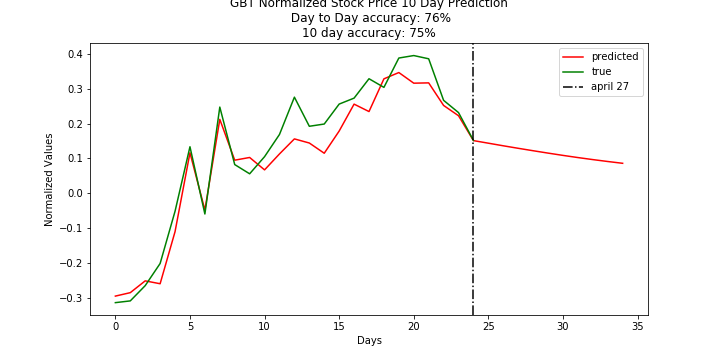 GBT Normalized Stock Price 10 Day Prediction
Day to Day accuracy: 76%
10 day accuracy: 75%
predicted
true
april 27
Normalized Values
0.4
0.3
0.2
0.1
0.0
−0.1
−0.2
−0.3
0 5 10 15 20 25 30 35
Days